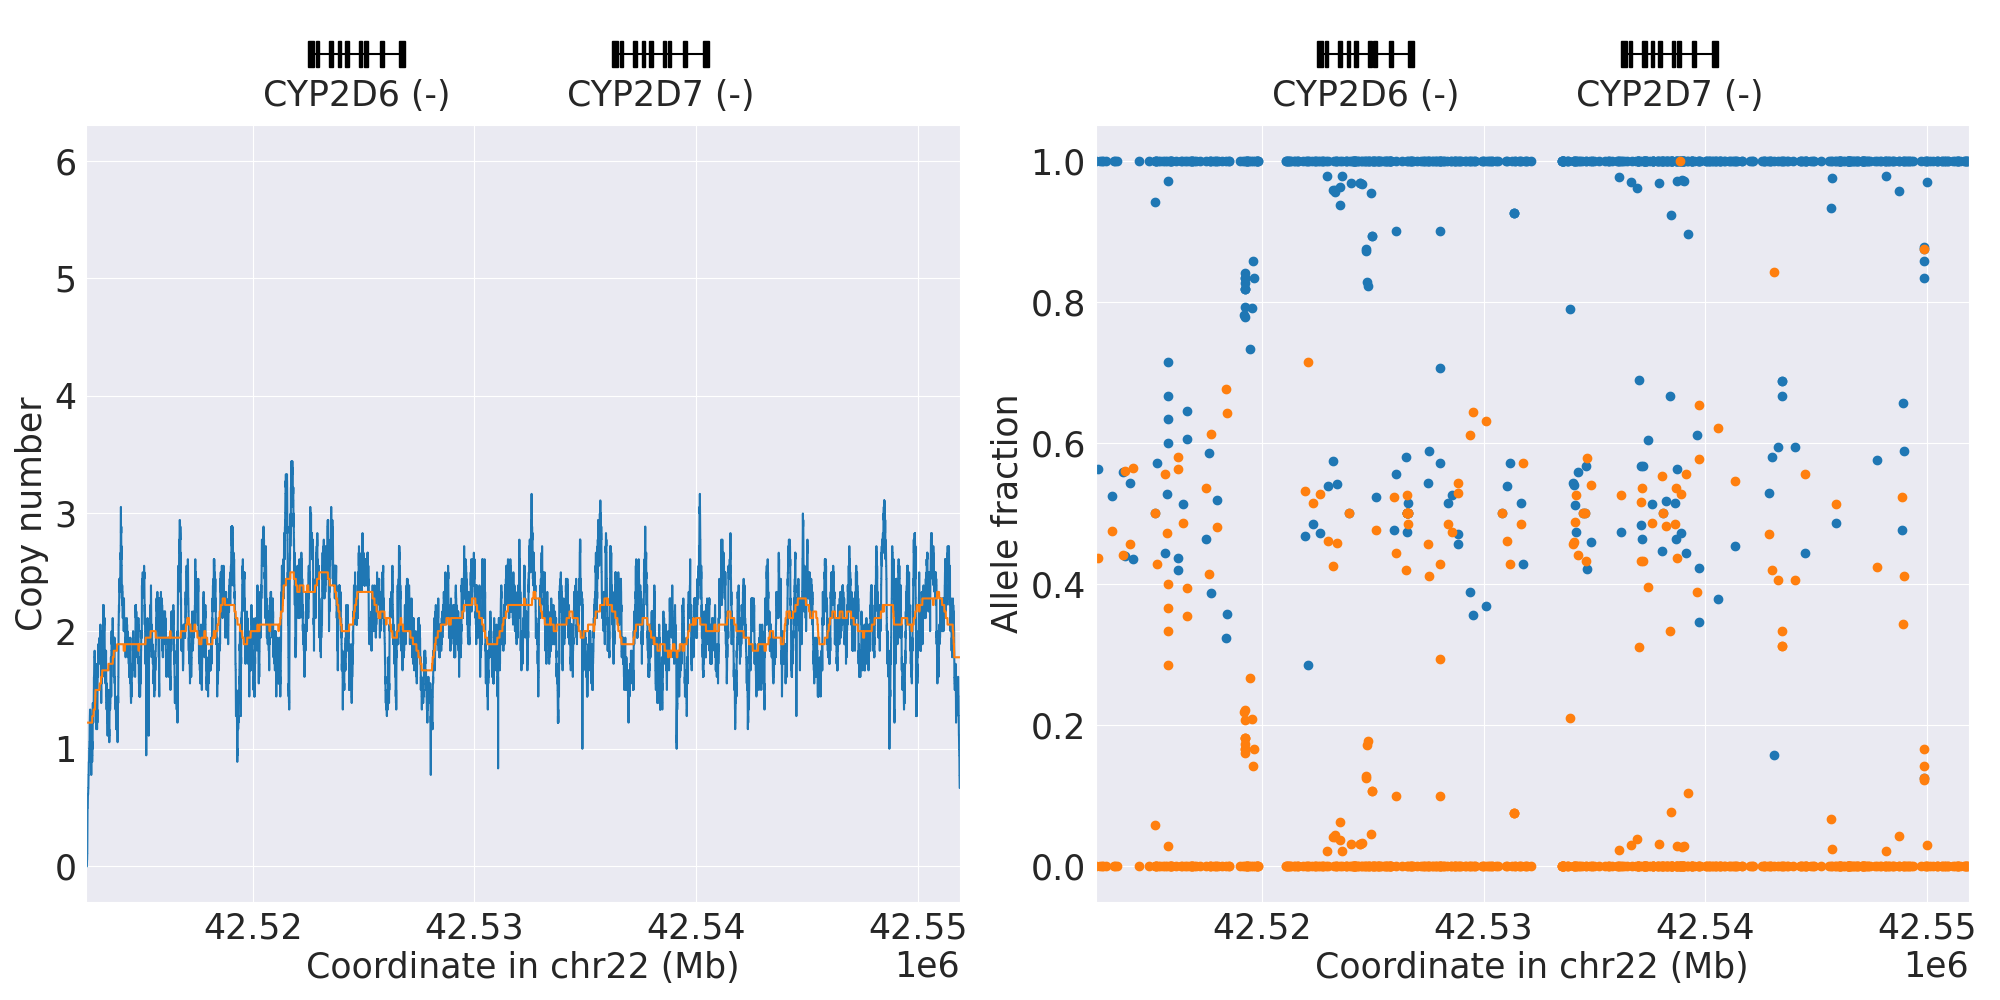 CYP2D6 (-) CYP2D7 (-)
6
5
4
3
2
1
0
Copy number
42.52 42.53 42.54 42.55
Coordinate in chr22 (Mb)
1e6
CYP2D6 (-) CYP2D7 (-)
1.0
0.8
0.6
0.4
0.2
0.0
Allele fraction
42.52 42.53 42.54 42.55
Coordinate in chr22 (Mb)
1e6